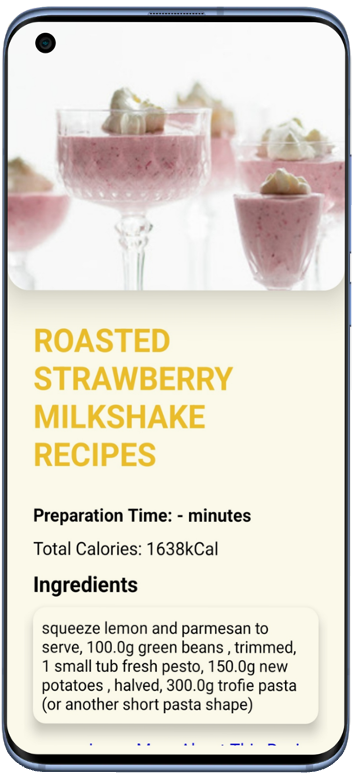 ROASTED
STRAWBERRY
MILKSHAKE
RECIPES
Preparation Time: - minutes
Total Calories: 1638kCal
Ingredients
squeeze lemon and parmesan to
serve, 100.0g green beans , trimmed,
1 small tub fresh pesto, 150.0g new
potatoes , halved, 300.0g trofie pasta
(or another short pasta shape)